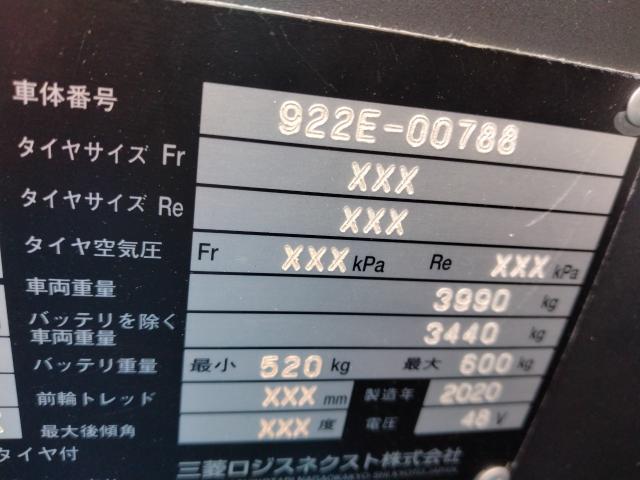 車体番号 922E-00788
タイヤサイズ Fr XXX
タイヤサイズ Re XXX
タイヤ空気圧 Fr XXX kPa Re XXX kPa
車両重量 3990 kg
バッテリを除く
車両重量 3440 kg
バッテリ重量 最小 520 kg 最大 600 kg
前輪トレッド XXX mm 製造年 2020
最大後傾角 XXX 度 電圧 48 V
タイヤ付
三菱ロジスネクスト株式会社